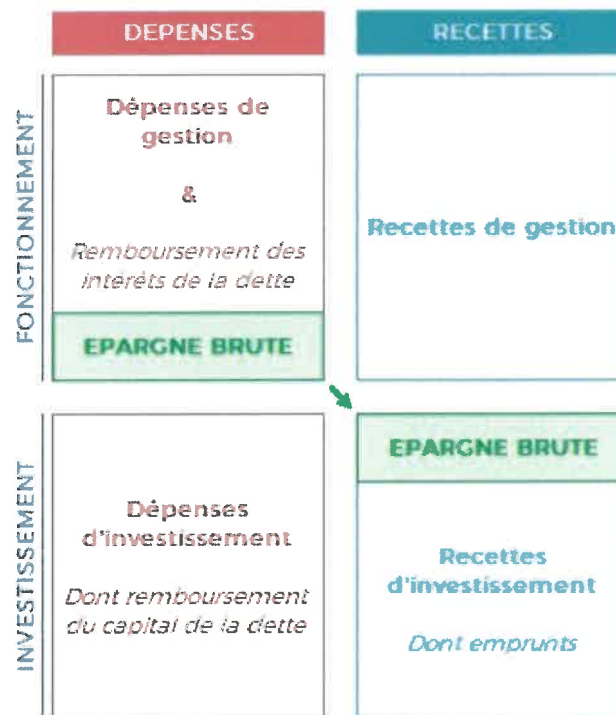 DEPENSES
RECETTES
FONCTIONNEMENT
Dépenses de
gestion
&
Remboursement des
intérêts de la dette
EPARGNE BRUTE
Recettes de gestion
INVESTISSEMENT
Dépenses
d'investissement
Dont remboursement
du capital de la dette
EPARGNE BRUTE
Recettes
d'investissement
Dont emprunts